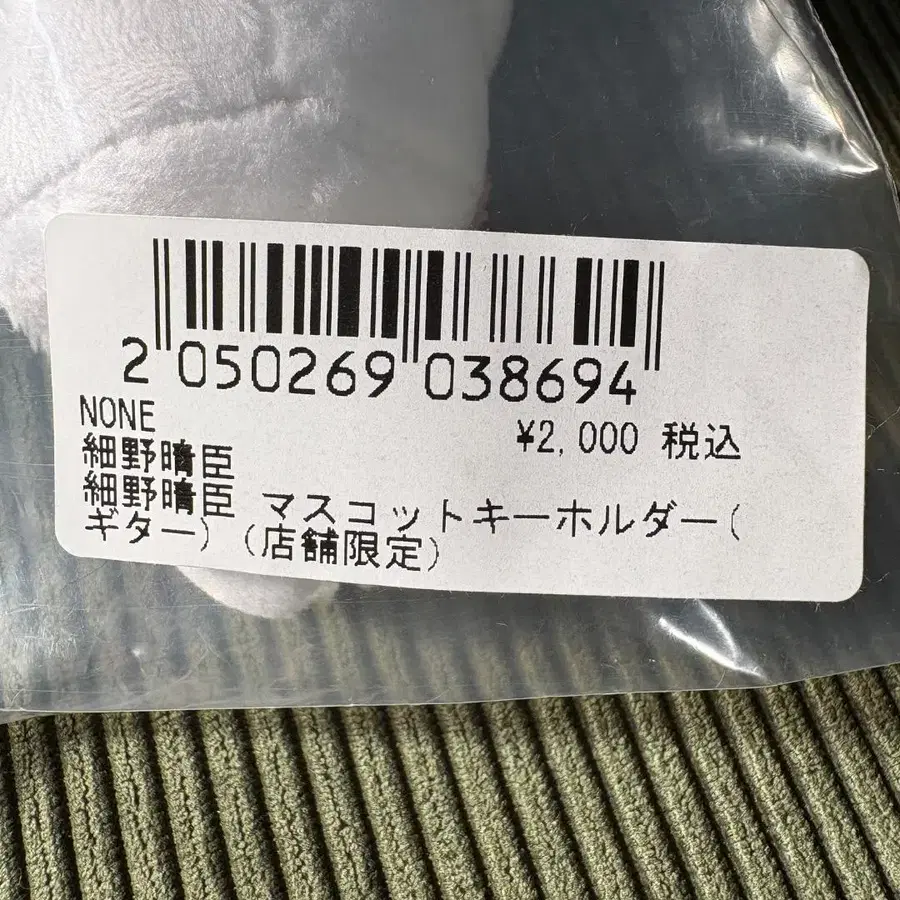 2 050269 038694
NONE
¥2,000 税込
細野晴臣
細野晴臣 マスコットキーホルダー(
ギター) (店舗限定)